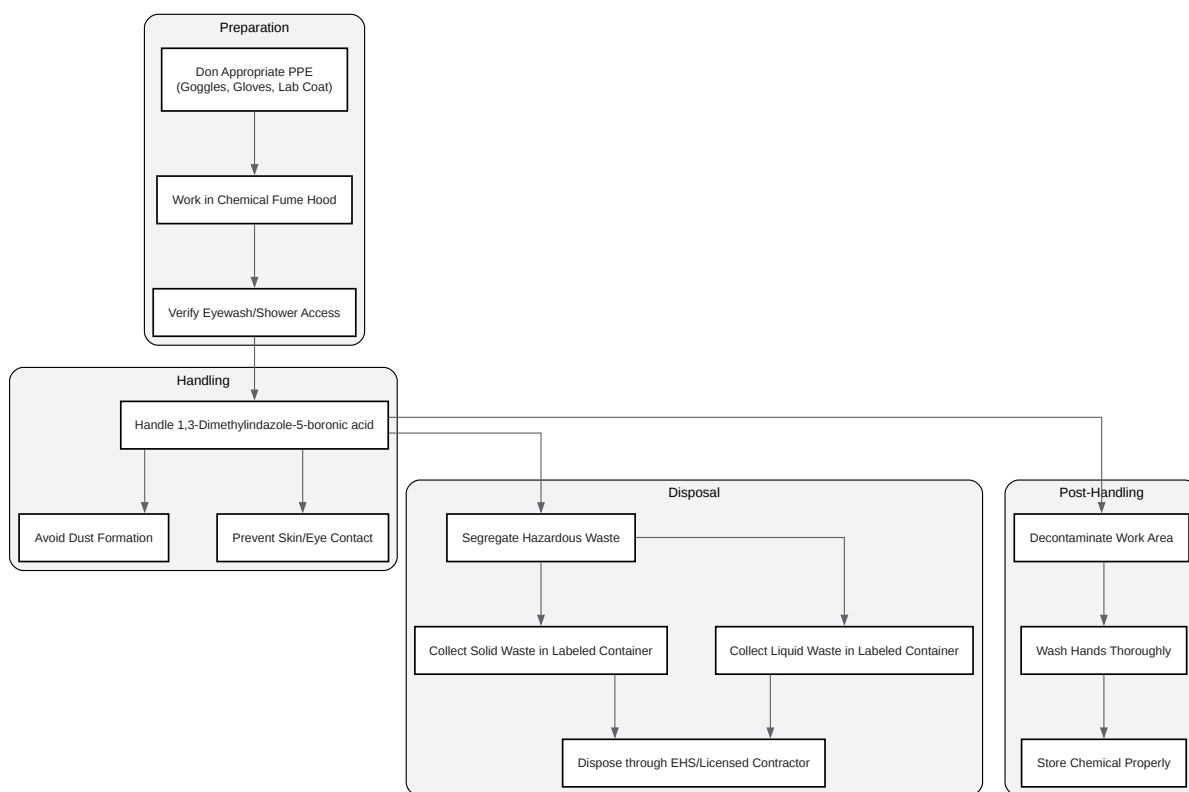 Preparation
Don Appropriate PPE
(Goggles, Gloves, Lab Coat)
Work in Chemical Fume Hood
Verify Eyewash/Shower Access
Handling
Handle 1,3-Dimethylindazole-5-boronic acid
Avoid Dust Formation
Prevent Skin/Eye Contact
Disposal
Segregate Hazardous Waste
Collect Solid Waste in Labeled Container
Collect Liquid Waste in Labeled Container
Dispose through EHS/Licensed Contractor
Post-Handling
Decontaminate Work Area
Wash Hands Thoroughly
Store Chemical Properly